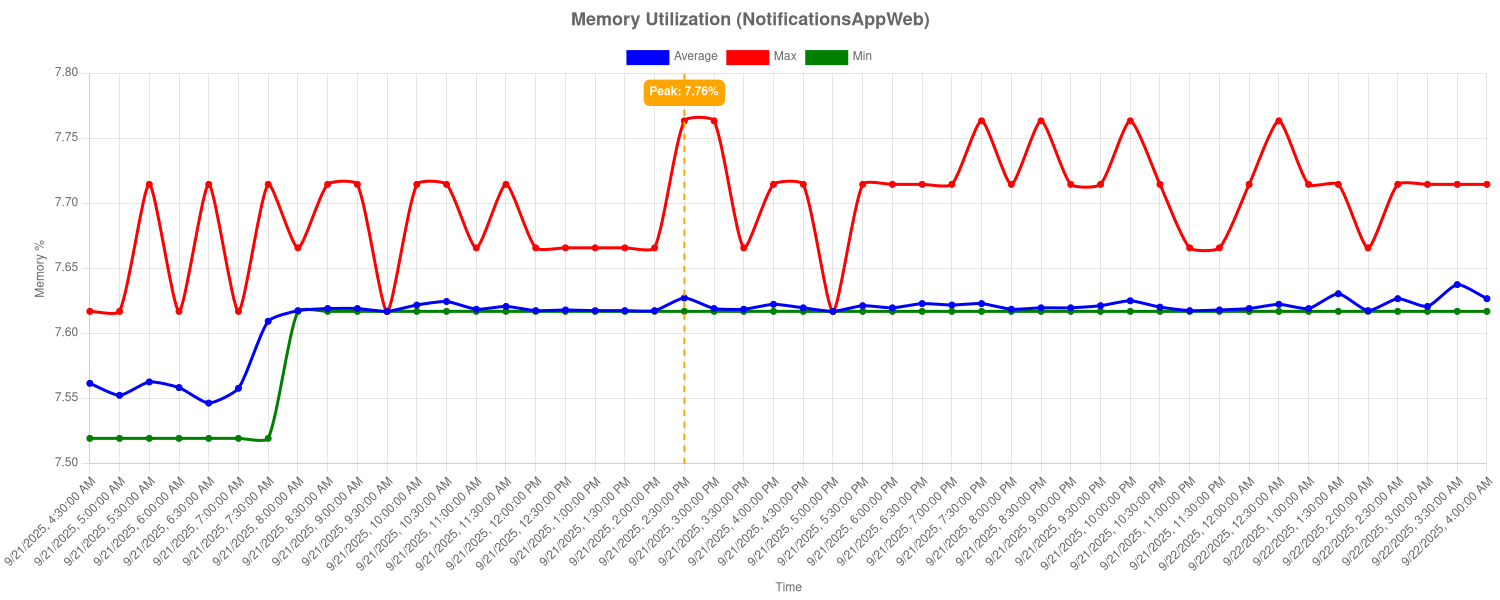 Memory Utilization (NotificationsAppWeb)
Average Max Min
Peak: 7.76%
7.80
7.75
7.70
7.65
7.60
7.55
7.50
Memory %
9/21/2025, 4:30:00 AM
9/21/2025, 5:00:00 AM
9/21/2025, 5:30:00 AM
9/21/2025, 6:00:00 AM
9/21/2025, 6:30:00 AM
9/21/2025, 7:00:00 AM
9/21/2025, 7:30:00 AM
9/21/2025, 8:00:00 AM
9/21/2025, 8:30:00 AM
9/21/2025, 9:00:00 AM
9/21/2025, 9:30:00 AM
9/21/2025, 10:00:00 AM
9/21/2025, 10:30:00 AM
9/21/2025, 11:00:00 AM
9/21/2025, 11:30:00 AM
9/21/2025, 12:00:00 PM
9/21/2025, 12:30:00 PM
9/21/2025, 1:00:00 PM
9/21/2025, 1:30:00 PM
9/21/2025, 2:00:00 PM
9/21/2025, 2:30:00 PM
9/21/2025, 3:00:00 PM
9/21/2025, 3:30:00 PM
9/21/2025, 4:00:00 PM
9/21/2025, 4:30:00 PM
9/21/2025, 5:00:00 PM
9/21/2025, 5:30:00 PM
9/21/2025, 6:00:00 PM
9/21/2025, 6:30:00 PM
9/21/2025, 7:00:00 PM
9/21/2025, 7:30:00 PM
9/21/2025, 8:00:00 PM
9/21/2025, 8:30:00 PM
9/21/2025, 9:00:00 PM
9/21/2025, 9:30:00 PM
9/21/2025, 10:00:00 PM
9/21/2025, 10:30:00 PM
9/21/2025, 11:00:00 PM
9/21/2025, 11:30:00 PM
9/22/2025, 12:00:00 AM
9/22/2025, 12:30:00 AM
9/22/2025, 1:00:00 AM
9/22/2025, 1:30:00 AM
9/22/2025, 2:00:00 AM
9/22/2025, 2:30:00 AM
9/22/2025, 3:00:00 AM
9/22/2025, 3:30:00 AM
9/22/2025, 4:00:00 AM
Time